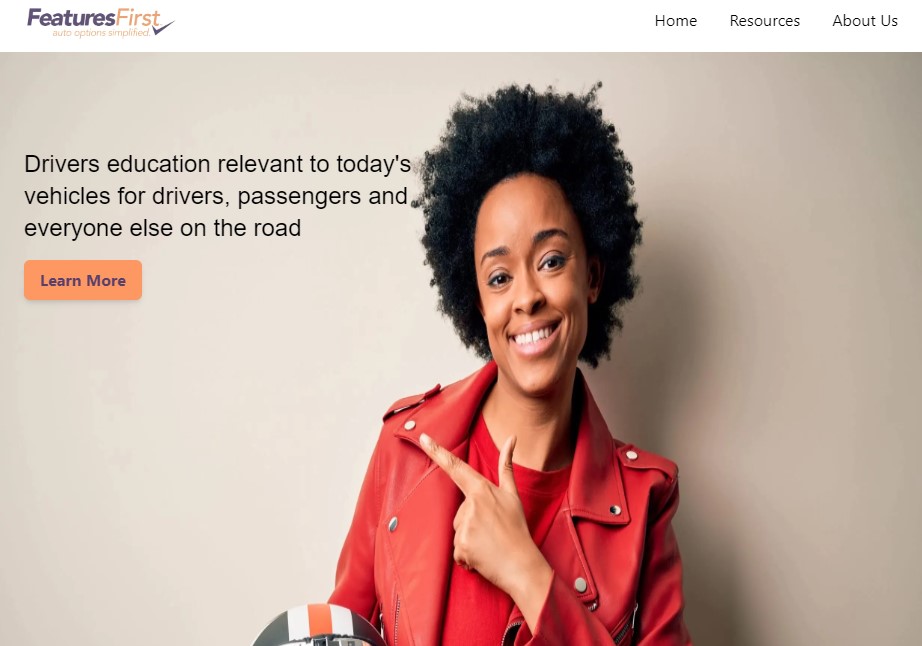 FeaturesFirst
auto options simplified.
Home Resources About Us
Drivers education relevant to today's
vehicles for drivers, passengers and
everyone else on the road
Learn More